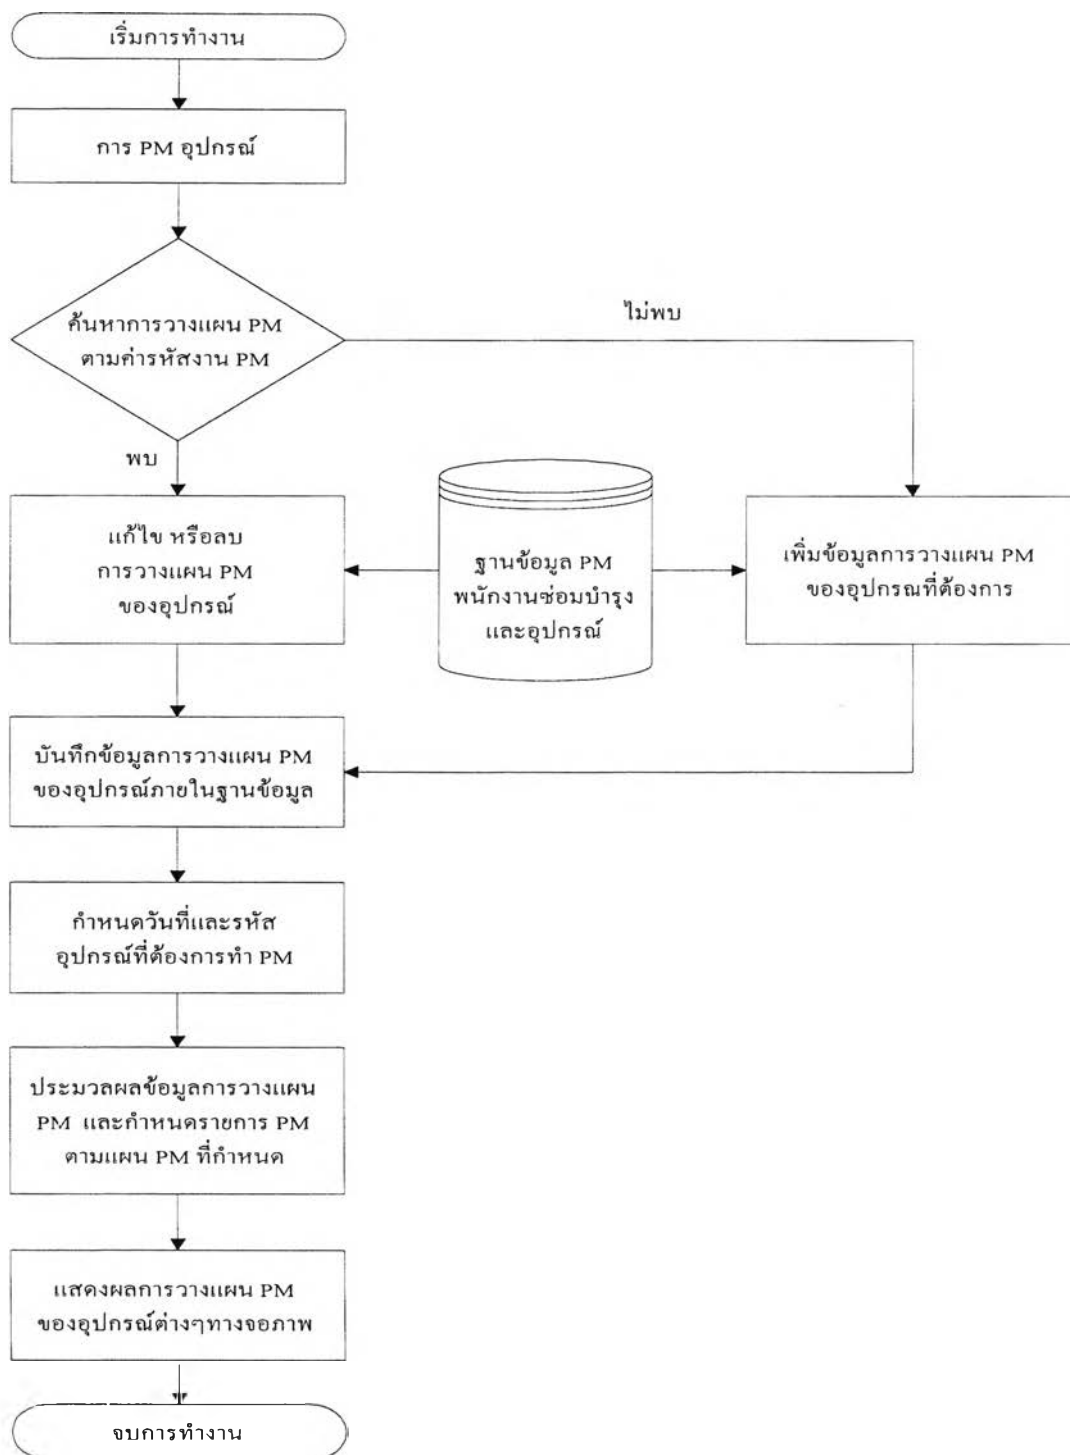 เริ่มการทำงาน
การ PM อุปกรณ์
ค้นหาการวางแผน PM
ตามค่ารหัสงาน PM
ไม่พบ
พบ
แก้ไข หรือลบ
การวางแผน PM
ของอุปกรณ์
ฐานข้อมูล PM
พนักงานซ่อมบำรุง
และอุปกรณ์
เพิ่มข้อมูลการวางแผน PM
ของอุปกรณที่ต้องการ
บันทึกข้อมูลการวางแผน PM
ของอุปกรณ์ภายในฐานข้อมูล
กำหนดวันที่และรหัส
อุปกรณ์ที่ต้องการทำ PM
ประมวลผลข้อมูลการวางแผน
PM และกำหนดรายการ PM
ตามแผน PM ที่กำหนด
แสดงผลการวางแผน PM
ของอุปกรณ์ต่างๆทางจอภาพ
จบการทำงาน